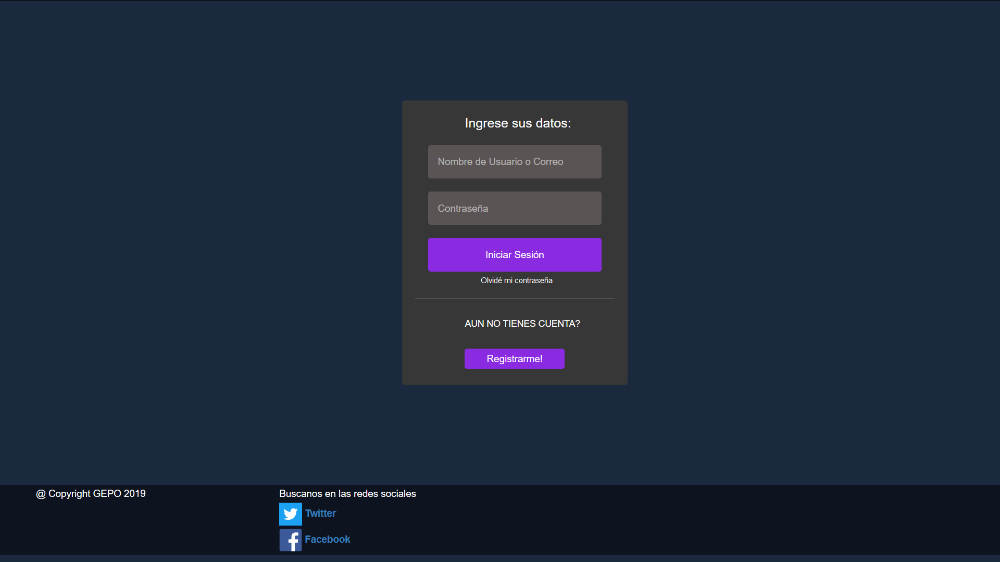 Ingrese sus datos:
Nombre de Usuario o Correo
Contraseña
Iniciar Sesión
Olvidé mi contraseña
AUN NO TIENES CUENTA?
Registrarme!
@ Copyright GEPO 2019
Buscanos en las redes sociales
Twitter
Facebook